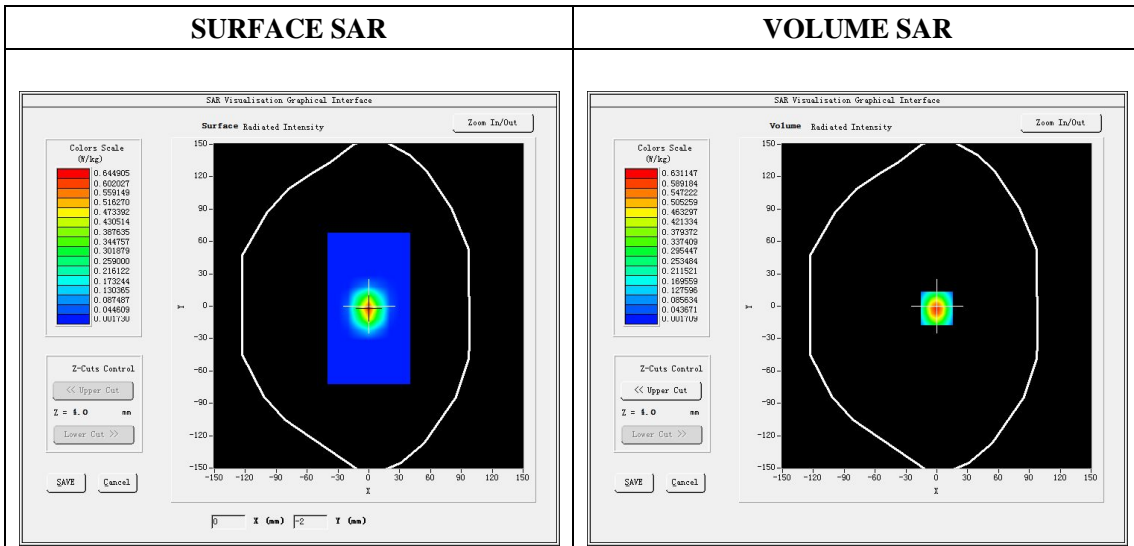 SURFACE SAR
VOLUME SAR
SAR Visualisation Graphical Interface
Surface Radiated Intensity
Zoom In/Out
Colors Scale
(W/kg)
0.644905
0.602027
0.559149
0.516270
0.473392
0.430514
0.387635
0.344757
0.301879
0.259000
0.216122
0.173244
0.130365
0.087487
0.044609
0.001730
150
120
90
60
30
0
-30
-60
-90
-120
-150
Y
-150 -120 -90 -60 -30 0 30 60 90 120 150
X
Z-Cuts Control
<< Upper Cut
Z = 4.0 mm
Lower Cut >>
SAVE Cancel
0 X (mm) -2 Y (mm)
SAR Visualisation Graphical Interface
Volume Radiated Intensity
Zoom In/Out
Colors Scale
(W/kg)
0.631147
0.589184
0.547222
0.505259
0.463297
0.421334
0.379372
0.337409
0.295447
0.253484
0.211521
0.169559
0.127596
0.085634
0.043671
0.001709
150
120
90
60
30
0
-30
-60
-90
-120
-150
Y
-150 -120 -90 -60 -30 0 30 60 90 120 150
X
Z-Cuts Control
<< Upper Cut
Z = 4.0 mm
Lower Cut >>
SAVE Cancel